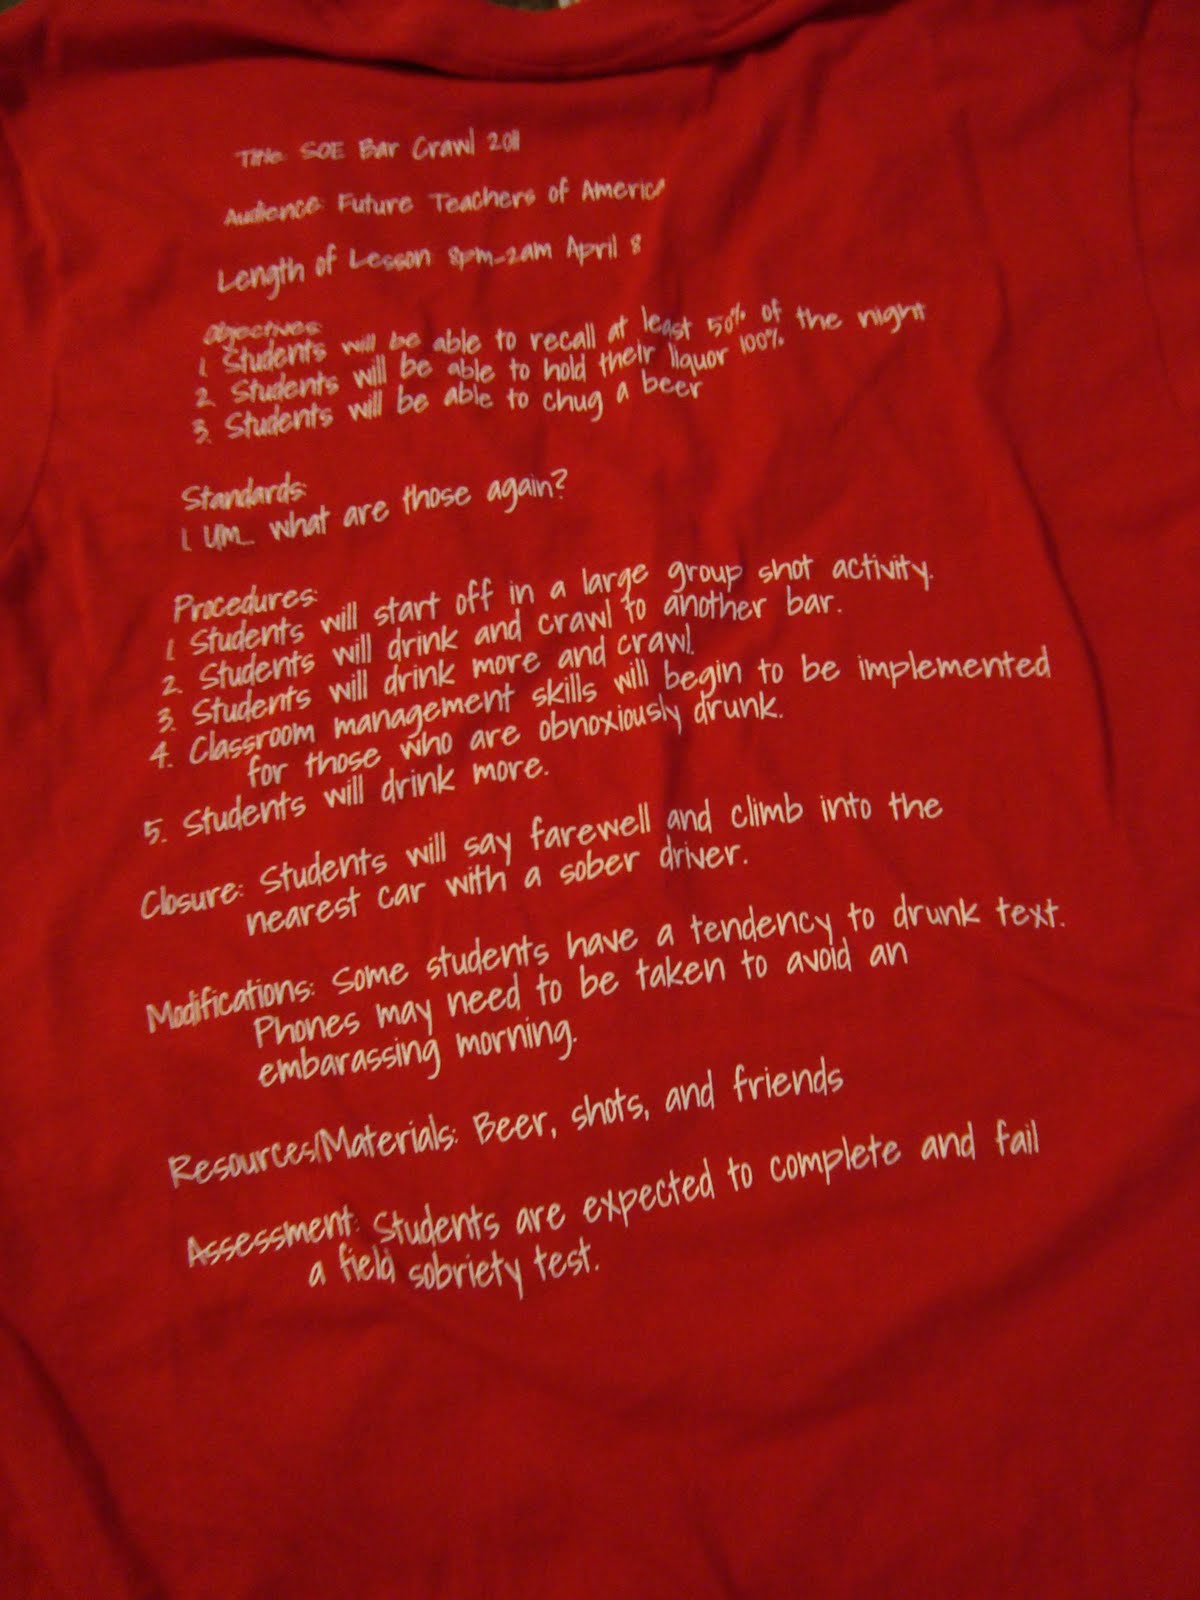 Title: SOE Bar Crawl 2011
Audience: Future Teachers of America
Length of Lesson 8pm-2am April 8
Objectives:
1. Students will be able to recall at least 50% of the night
2. Students will be able to hold their liquor 100%
3. Students will be able to chug a beer
Standards:
1. Um... what are those again?
Procedures:
1. Students will start off in a large group shot activity.
2. Students will drink and crawl to another bar.
3. Students will drink more and crawl.
4. Classroom management skills will begin to be implemented
for those who are obnoxiously drunk.
5. Students will drink more.
Closure: Students will say farewell and climb into the
nearest car with a sober driver.
Modifications: Some students have a tendency to drunk text.
Phones may need to be taken to avoid an
embarassing morning.
Resources/Materials: Beer, shots, and friends
Assessment: Students are expected to complete and fail
a field sobriety test.